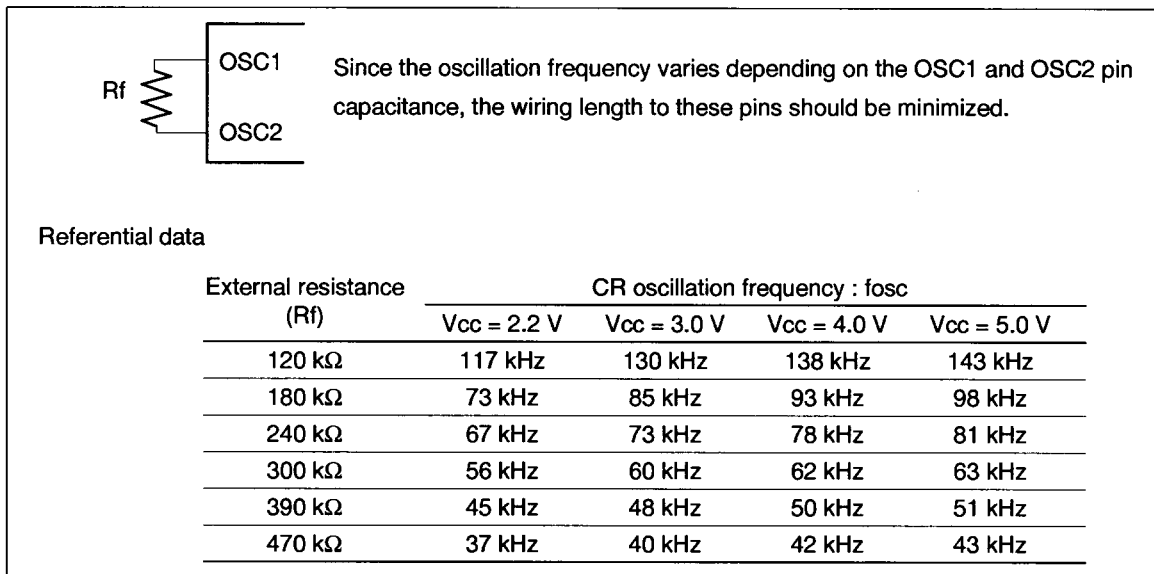 OSC1
Rf
OSC2
Since the oscillation frequency varies depending on the OSC1 and OSC2 pin
capacitance, the wiring length to these pins should be minimized.
Referential data
External resistance
(Rf)
CR oscillation frequency : fosc
Vcc = 2.2 V Vcc = 3.0 V Vcc = 4.0 V Vcc = 5.0 V
120 kΩ 117 kHz 130 kHz 138 kHz 143 kHz
180 kΩ 73 kHz 85 kHz 93 kHz 98 kHz
240 kΩ 67 kHz 73 kHz 78 kHz 81 kHz
300 kΩ 56 kHz 60 kHz 62 kHz 63 kHz
390 kΩ 45 kHz 48 kHz 50 kHz 51 kHz
470 kΩ 37 kHz 40 kHz 42 kHz 43 kHz